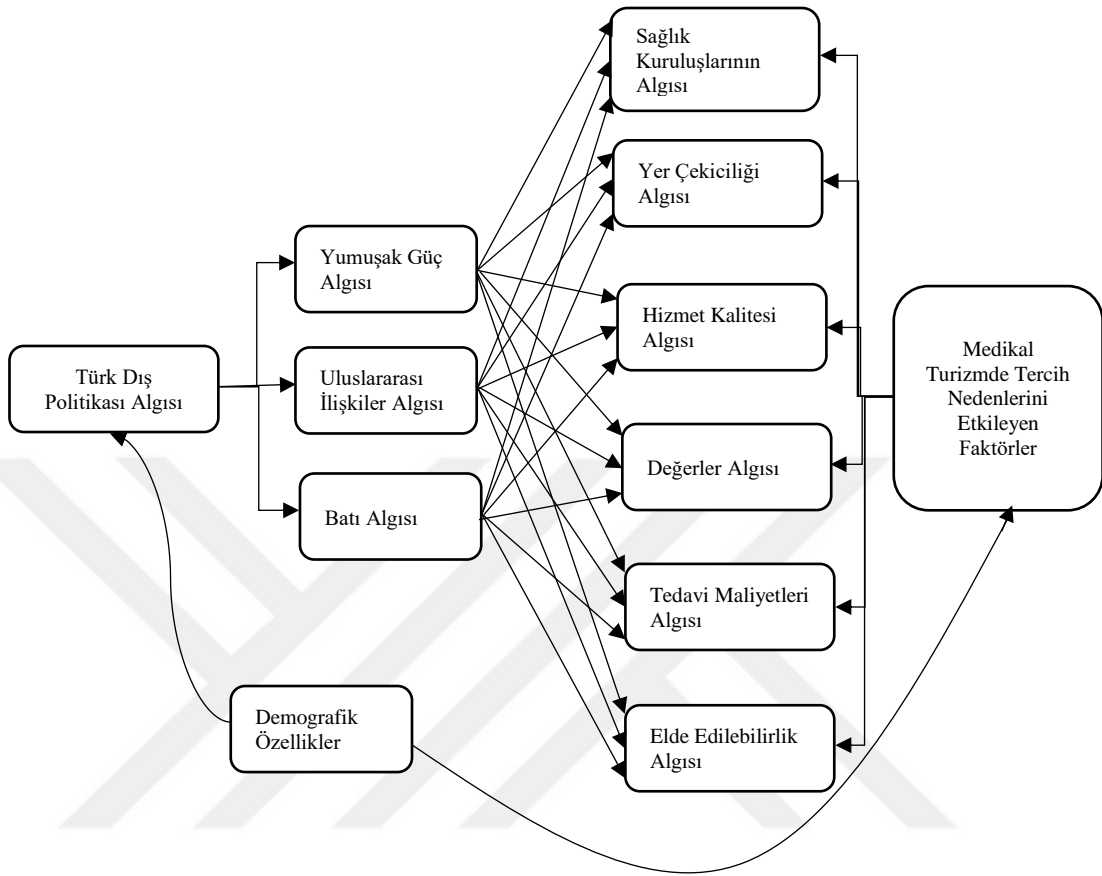 Sağlık
Kuruluşlarının
Algısı
Yer Çekiciliği
Algısı
Yumuşak Güç
Algısı
Hizmet Kalitesi
Algısı
Türk Dış
Politikası Algısı
Uluslararası
İlişkiler Algısı
Medikal
Turizmde Tercih
Nedenlerini
Etkileyen
Faktörler
Değerler Algısı
Batı Algısı
Tedavi Maliyetleri
Algısı
Demografik
Özellikler
Elde Edilebilirlik
Algısı